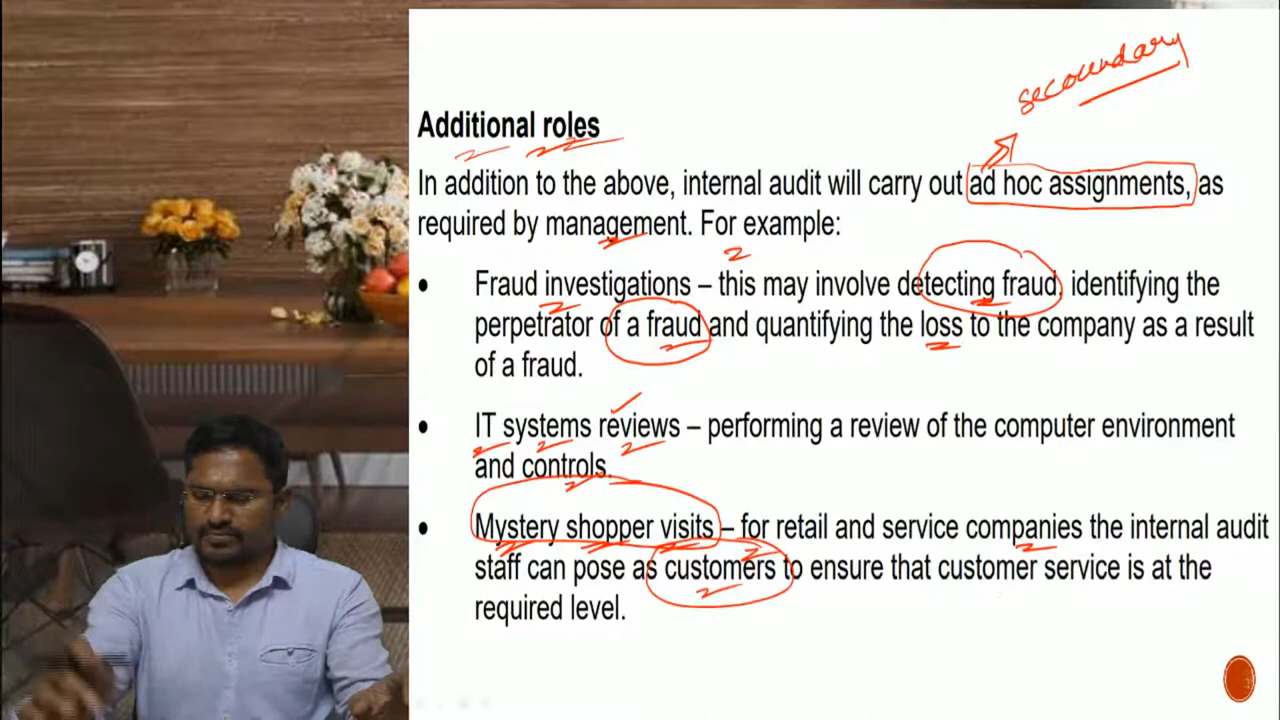 secoundary
Additional roles
In addition to the above, internal audit will carry out ad hoc assignments, as
required by management. For example:
• Fraud investigations – this may involve detecting fraud, identifying the
perpetrator of a fraud and quantifying the loss to the company as a result
of a fraud.
• IT systems reviews – performing a review of the computer environment
and controls.
• Mystery shopper visits – for retail and service companies the internal audit
staff can pose as customers to ensure that customer service is at the
required level.